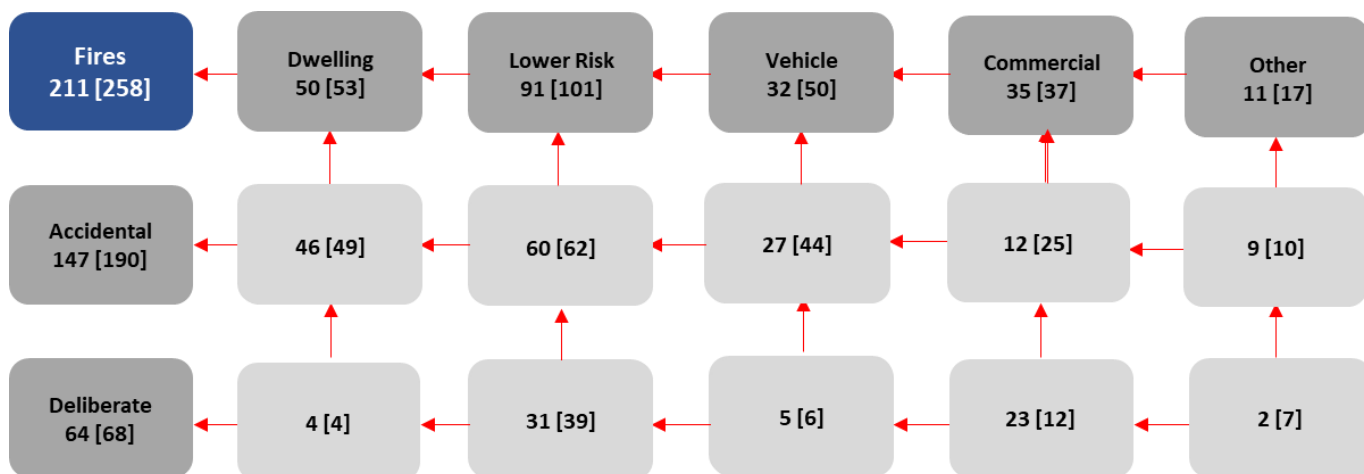 Fires
211 [258]
Dwelling
50 [53]
Lower Risk
91 [101]
Vehicle
32 [50]
Commercial
35 [37]
Other
11 [17]
Accidental
147 [190]
46 [49]
60 [62]
27 [44]
12 [25]
9 [10]
Deliberate
64 [68]
4 [4]
31 [39]
5 [6]
23 [12]
2 [7]